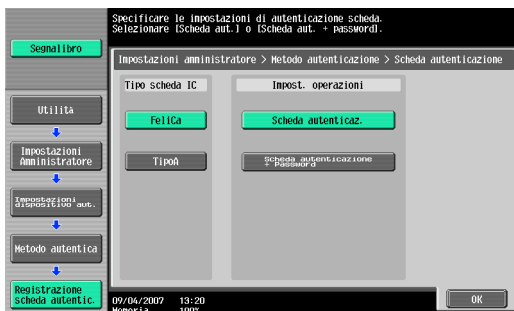 Specificare le impostazioni di autenticazione scheda.
Selezionare [Scheda aut.] o [Scheda aut. + password].
Segnalibro
Impostazioni amministratore > Metodo autenticazione > Scheda autenticazione
Tipo scheda IC
Impost. operazioni
FeliCa
Scheda autenticaz.
TipoA
Scheda autenticazione
+ Password
Utilità
Impostazioni
Amministratore
Impostazioni
dispositivo aut.
Metodo autentica
Registrazione
scheda autentic.
09/04/2007 13:20
Memoria 100%
OK